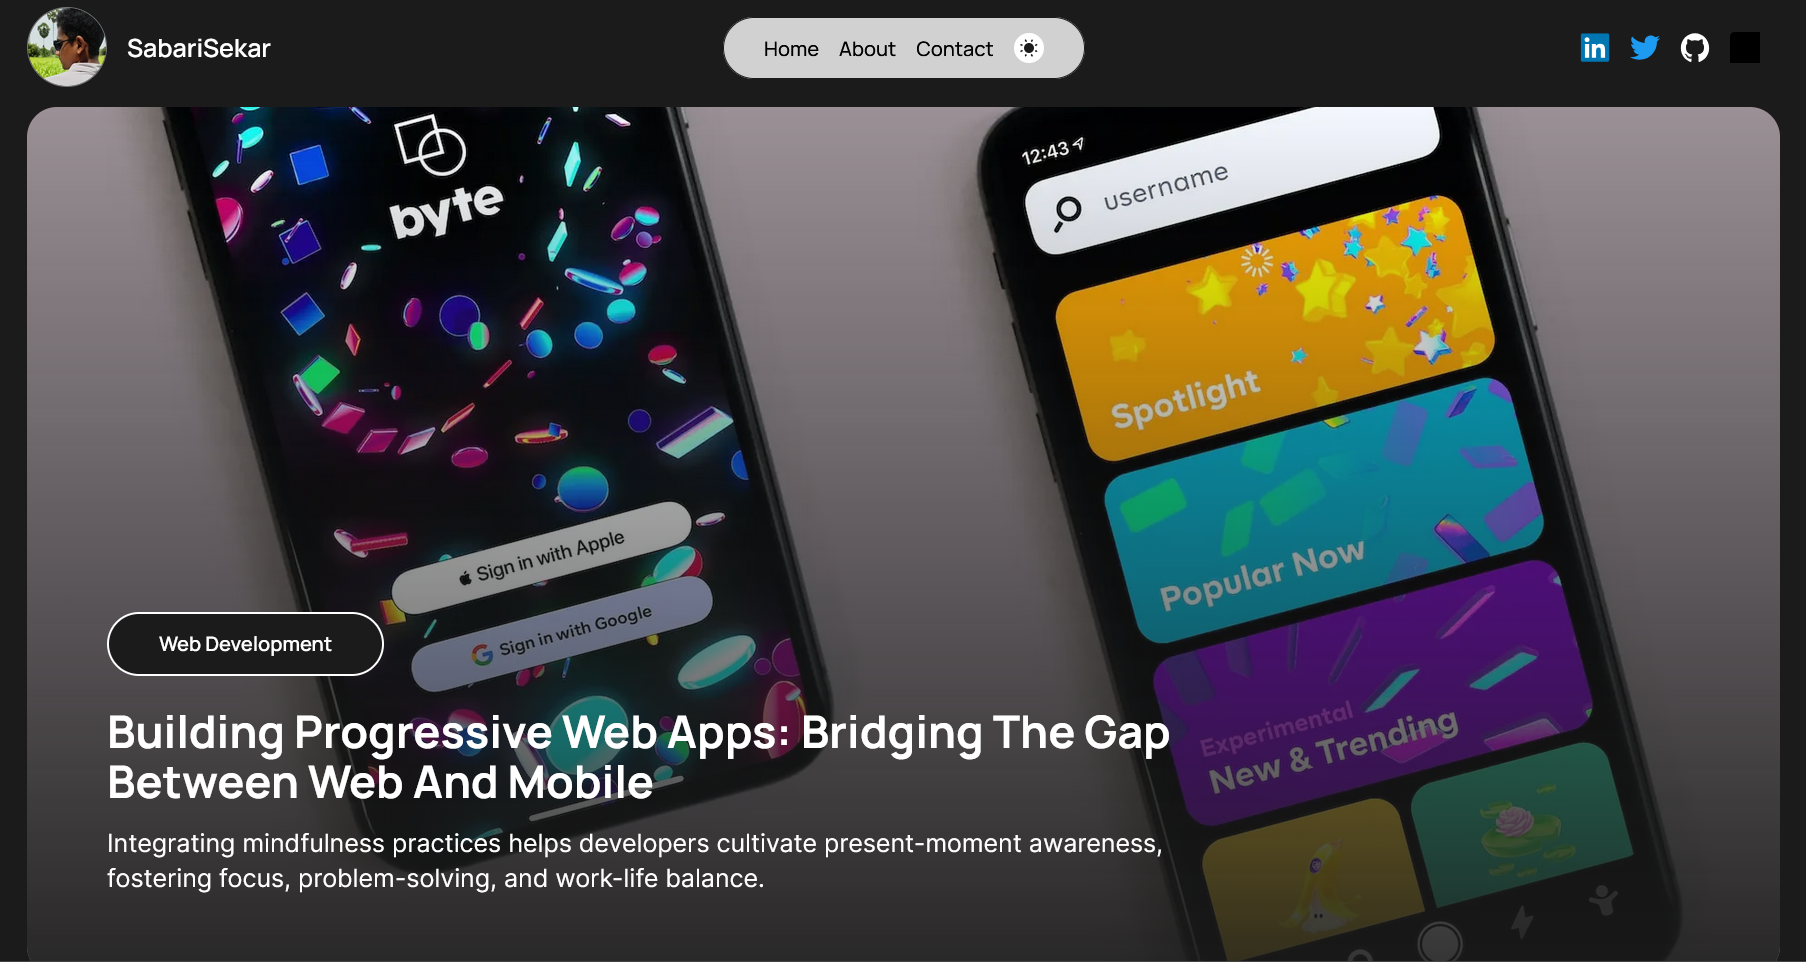 SabariSekar
Home About Contact
in
byte
Sign in with Apple
G Sign in with Google
12:43
username
Spotlight
Popular Now
Experimental
New & Trending
Web Development
Building Progressive Web Apps: Bridging The Gap
Between Web And Mobile
Integrating mindfulness practices helps developers cultivate present-moment awareness,
fostering focus, problem-solving, and work-life balance.